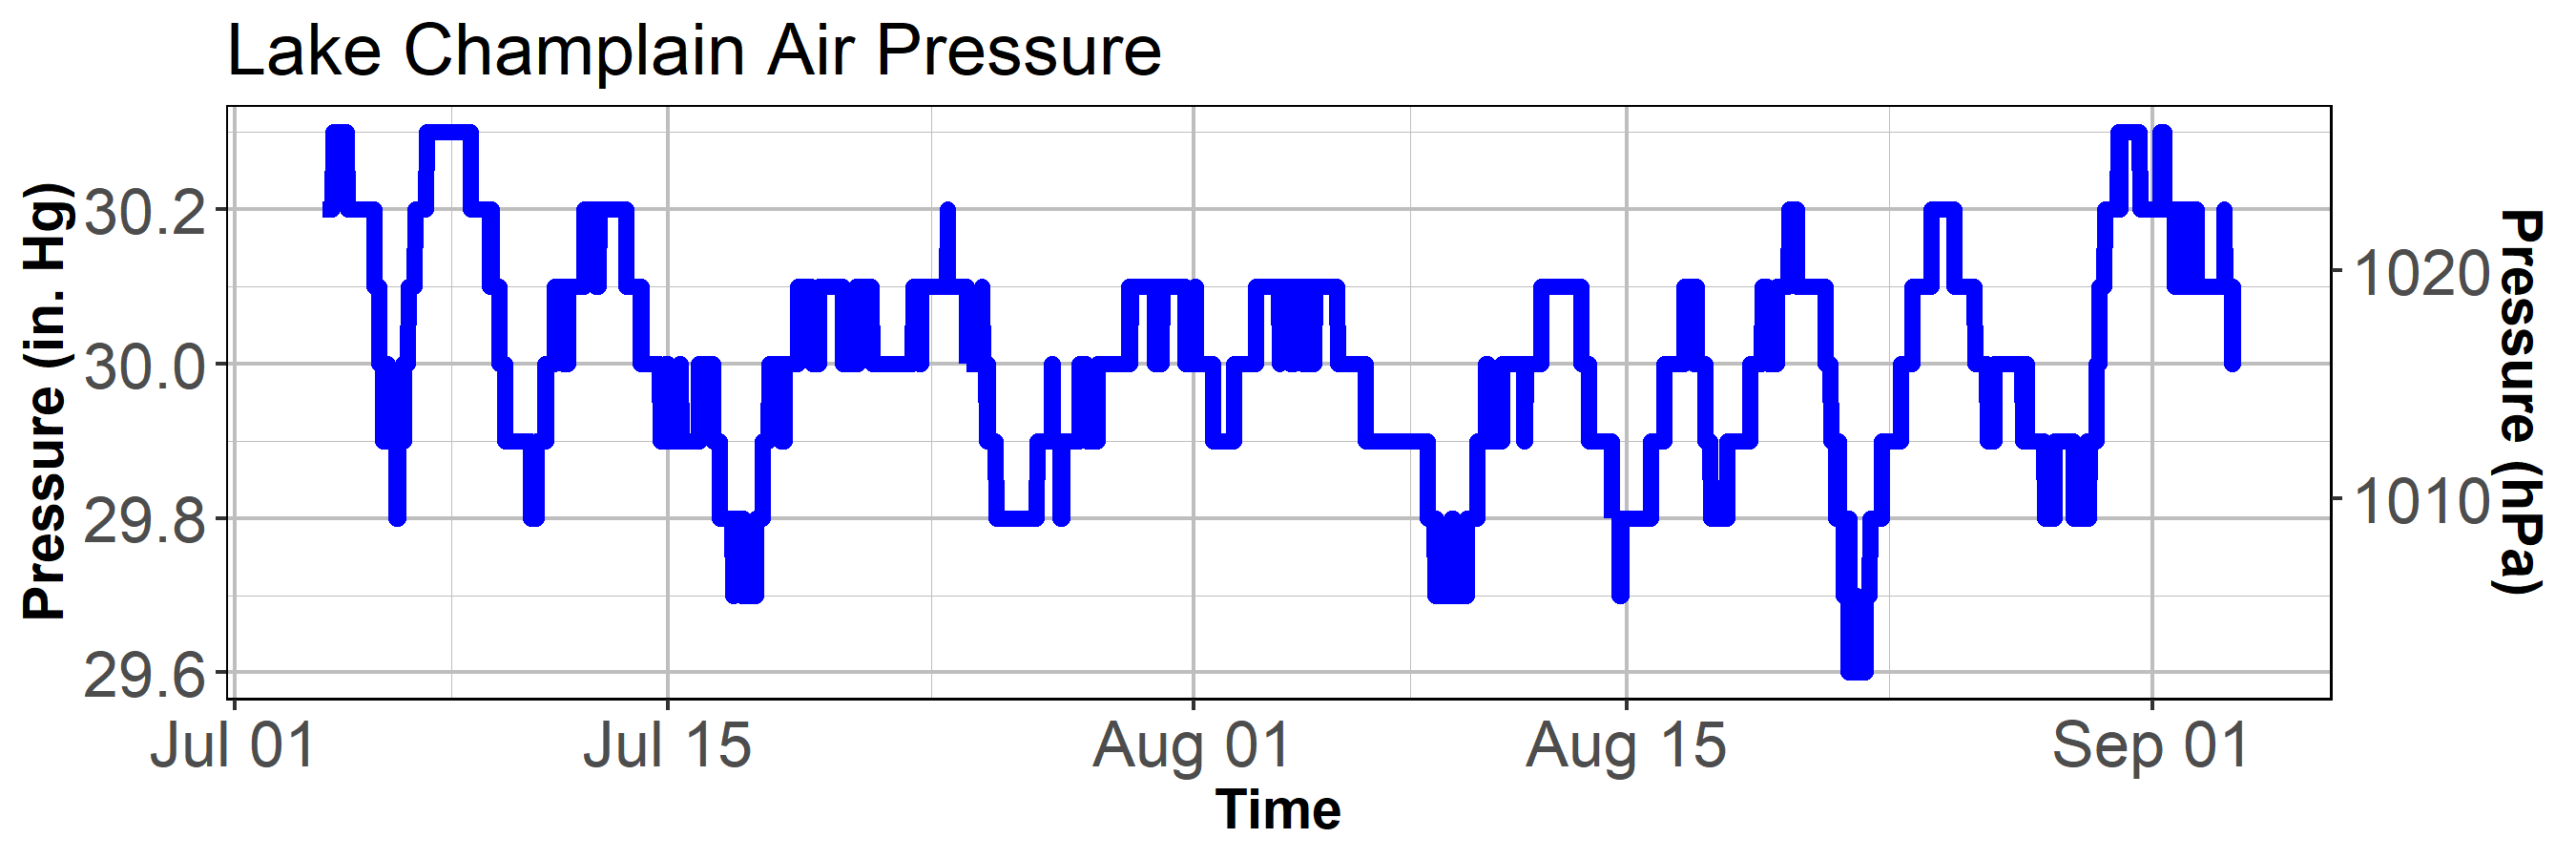 Lake Champlain Air Pressure
Pressure (in. Hg)
30.2
30.0
29.8
29.6
1020
1010
Pressure (hPa)
Jul 01
Jul 15
Aug 01
Aug 15
Sep 01
Time